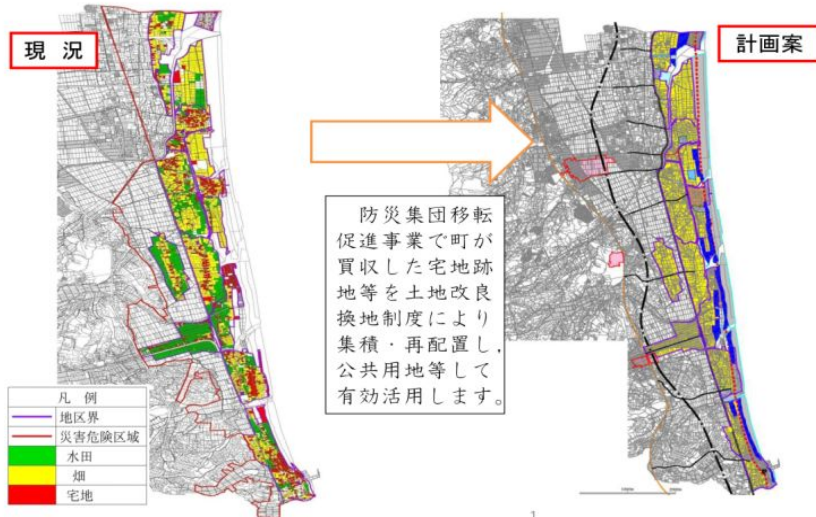 現 況
計画案
防災集団移転
促進事業で町が
買収した宅地跡
地等を土地改良
換地制度により
集積・再配置し,
公共用地等して
有効活用します。
凡 例
地区界
災害危険区域
水田
畑
宅地
1